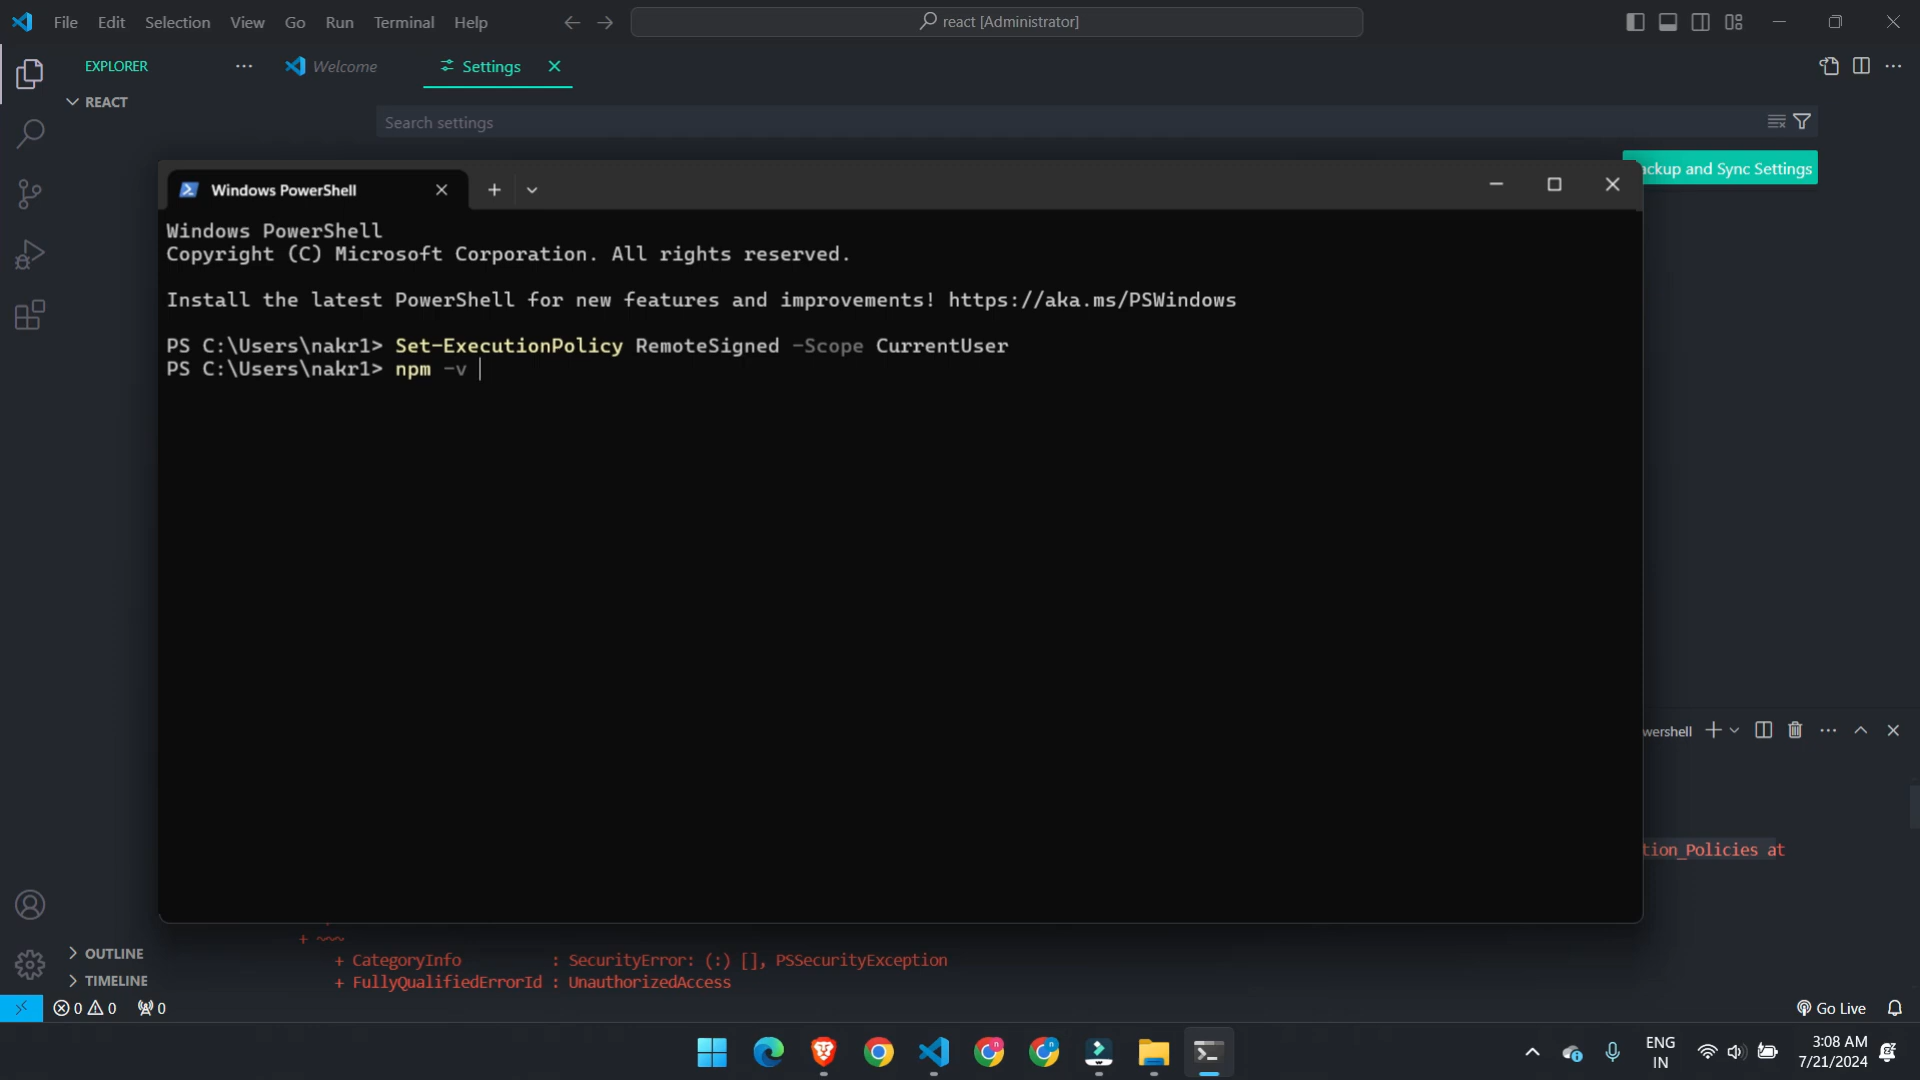 File Edit Selection View Go Run Terminal Help
react [Administrator]
EXPLORER
Welcome
Settings
REACT
Search settings
ackup and Sync Settings
Windows PowerShell
Windows PowerShell
Copyright (C) Microsoft Corporation. All rights reserved.
Install the latest PowerShell for new features and improvements! https://aka.ms/PSWindows
PS C:\Users\nakr1> Set-ExecutionPolicy RemoteSigned -Scope CurrentUser
PS C:\Users\nakr1> npm -v
wershell
tion_Policies at
+ ~~~~
+ CategoryInfo : SecurityError: (:) [], PSSecurityException
+ FullyQualifiedErrorId : UnauthorizedAccess
OUTLINE
TIMELINE
0 0 0
Go Live
ENG
IN
3:08 AM
7/21/2024